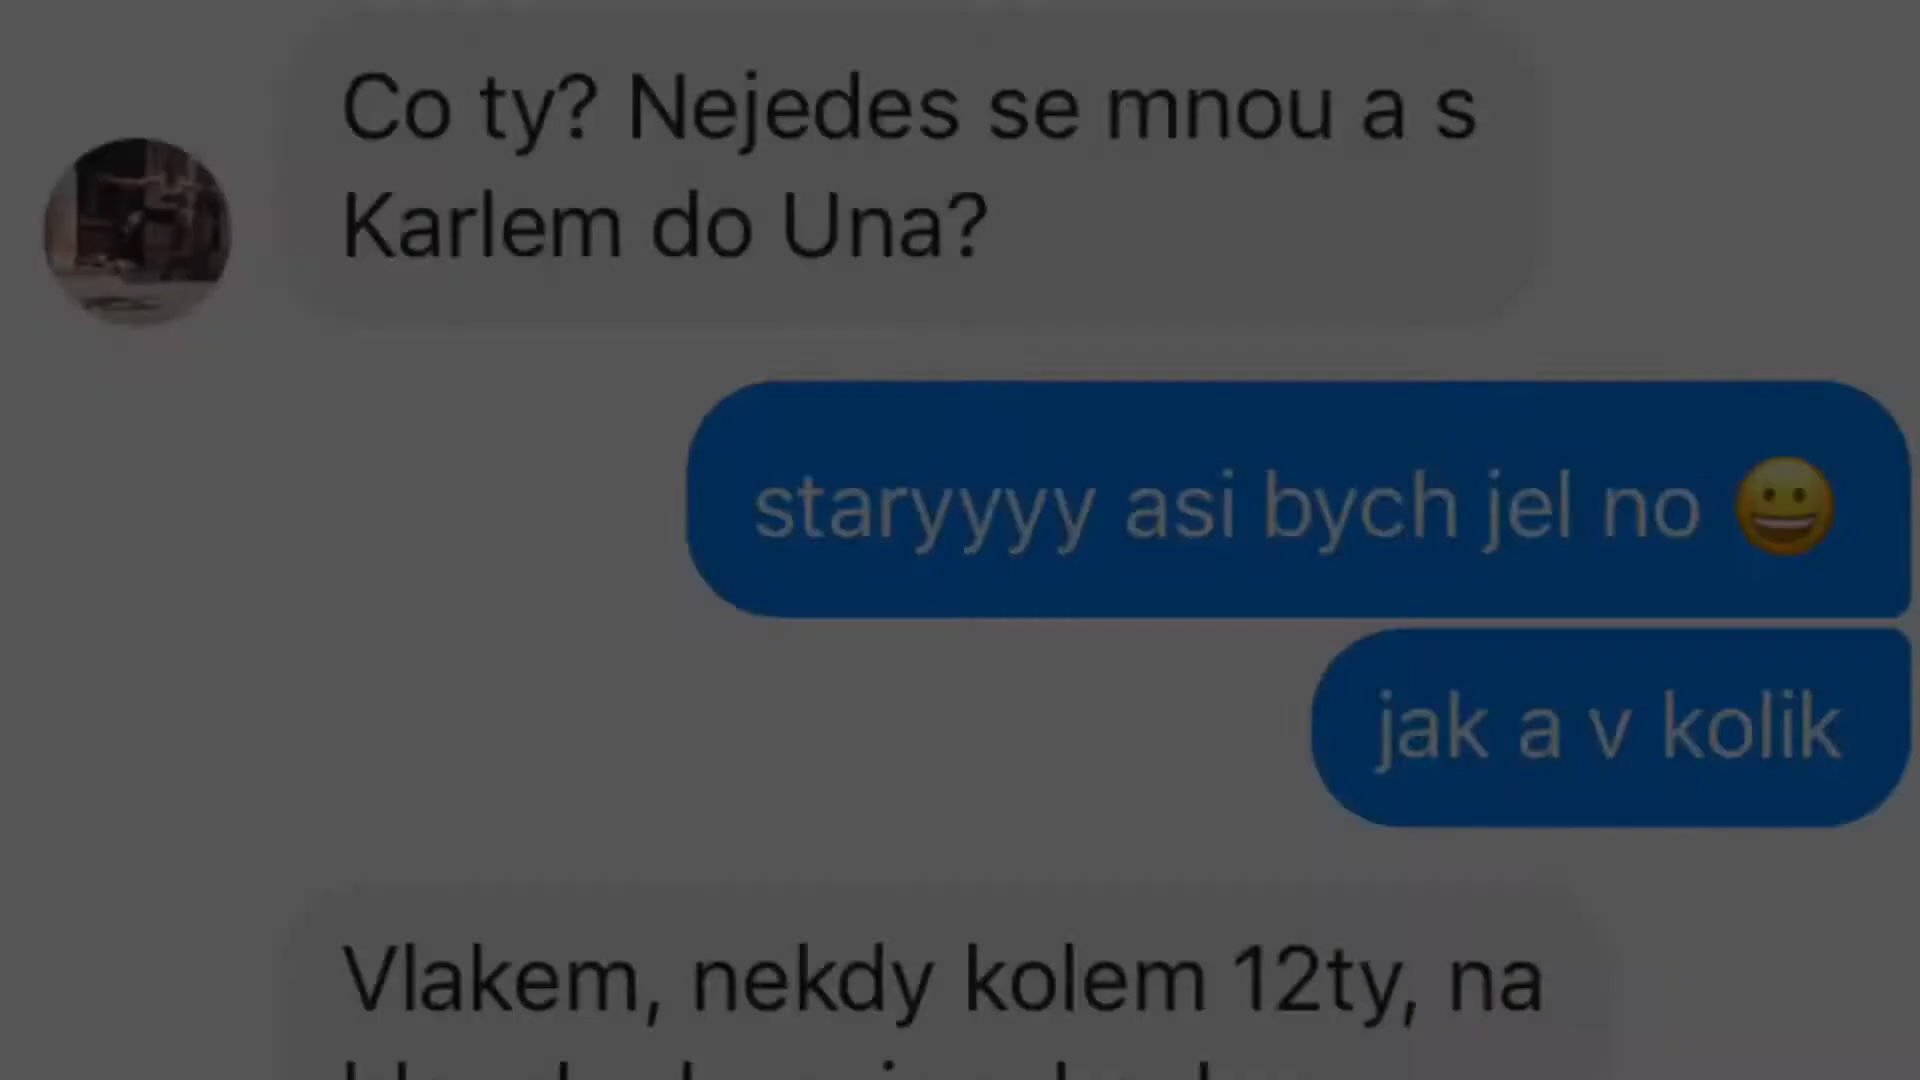 Co ty? Nejedes se mnou a s
Karlem do Una?
staryyyy asi bych jel no 😀
jak a v kolik
Vlakem, nekdy kolem 12ty, na